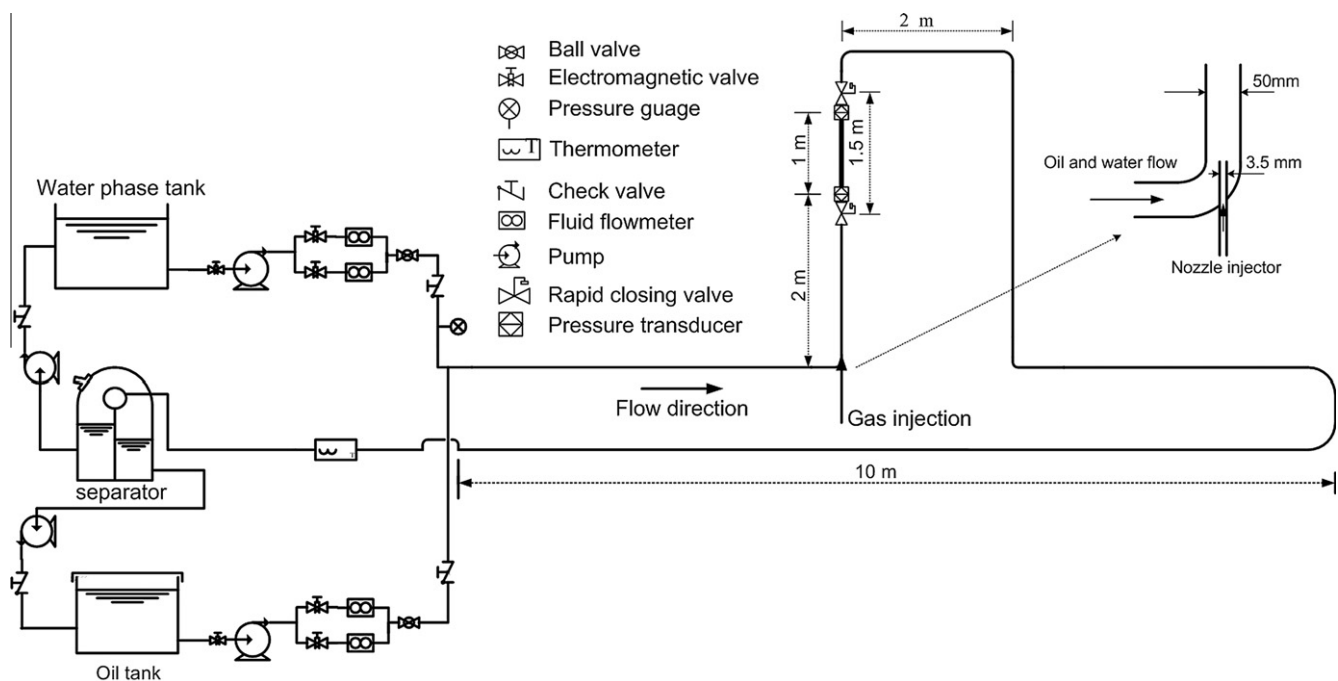 2 m
Ball valve
Electromagnetic valve
Pressure guage
T Thermometer
Check valve
Fluid flowmeter
Pump
Rapid closing valve
Pressure transducer
1 m
1.5 m
2 m
50mm
Oil and water flow
3.5 mm
Nozzle injector
Water phase tank
Flow direction
Gas injection
T
separator
10 m
Oil tank